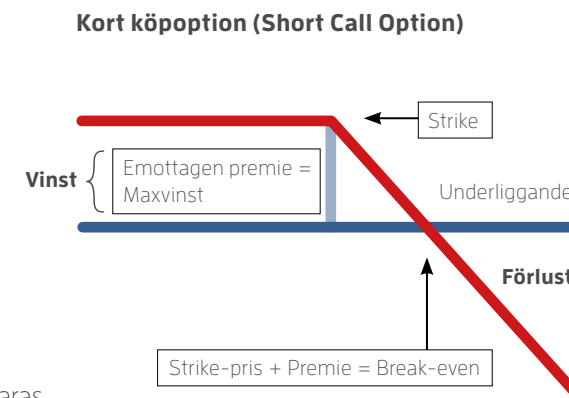 Kort köpoption (Short Call Option)
Strike
Vinst
Emottagen premie =
Maxvinst
Underliggande
Förlust
Strike-pris + Premie = Break-even